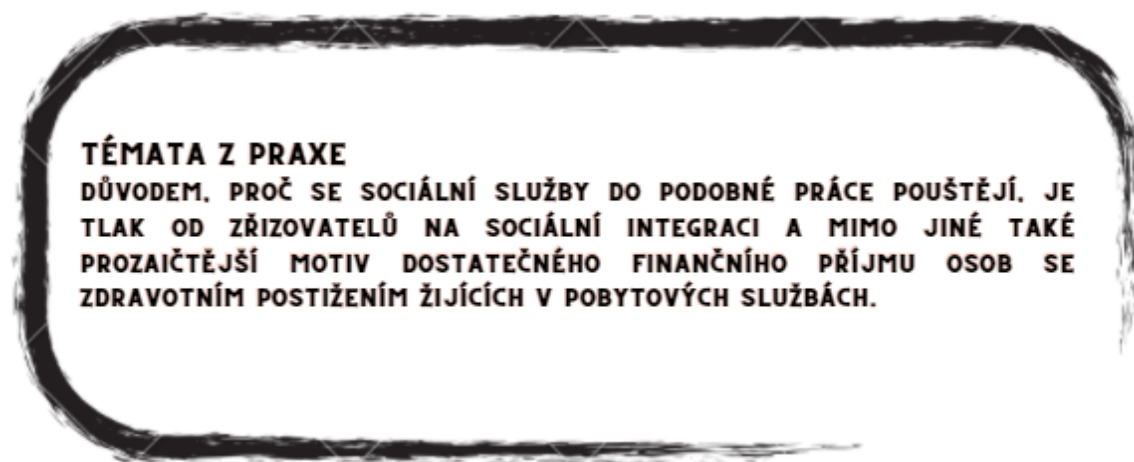 TÉMATA Z PRAXE
DŮVODEM, PROČ SE SOCIÁLNÍ SLUŽBY DO PODOBNÉ PRÁCE POUŠTĚJÍ, JE
TLAK OD ZŘIZOVATELŮ NA SOCIÁLNÍ INTEGRACI A MIMO JINÉ TAKÉ
PROZAIČTĚJŠÍ MOTIV DOSTATEČNÉHO FINANČNÍHO PŘÍJMU OSOB SE
ZDRAVOTNÍM POSTIŽENÍM ŽIJÍCÍCH V POBYTOVÝCH SLUŽBÁCH.